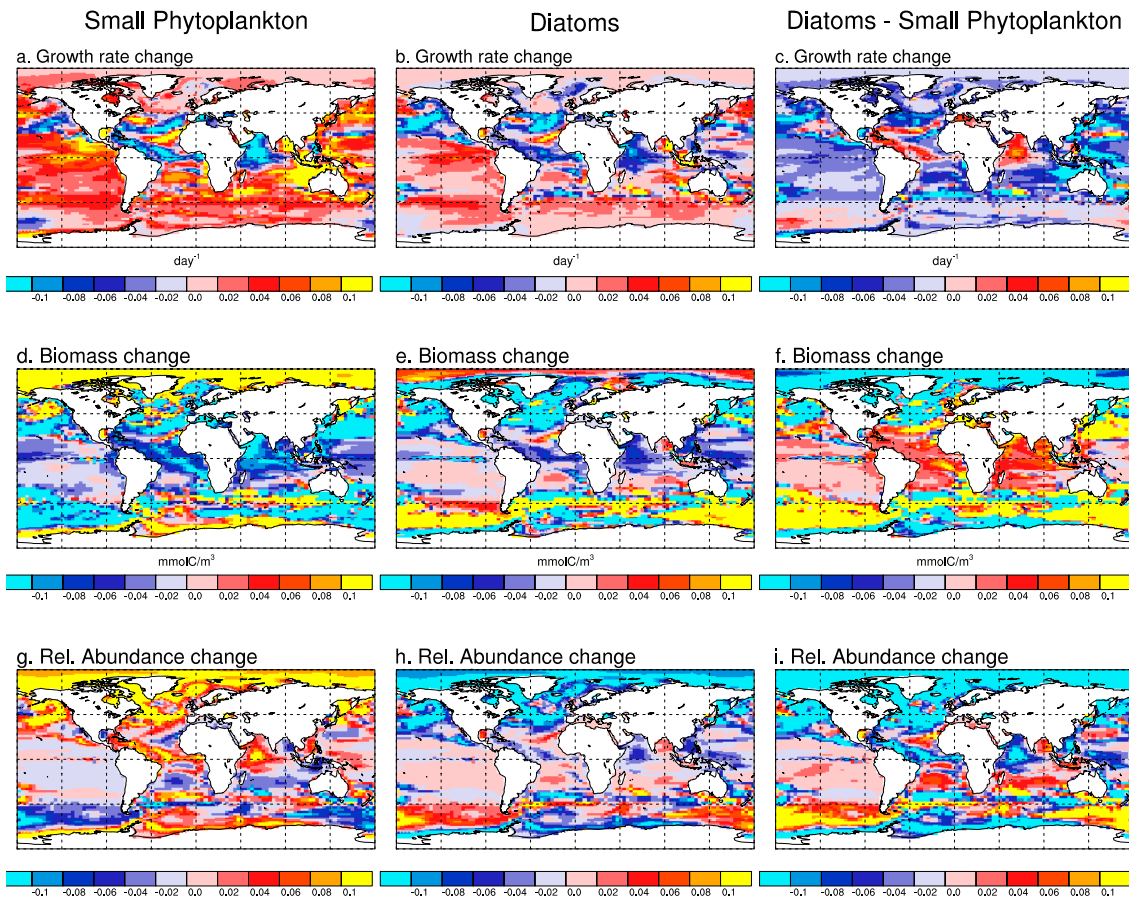 Small Phytoplankton Diatoms Diatoms - Small Phytoplankton
a. Growth rate change b. Growth rate change c. Growth rate change
day-1 day-1 day-1
-0.1 -0.08 -0.06 -0.04 -0.02 0.0 0.02 0.04 0.06 0.08 0.1 -0.1 -0.08 -0.06 -0.04 -0.02 0.0 0.02 0.04 0.06 0.08 0.1 -0.1 -0.08 -0.06 -0.04 -0.02 0.0 0.02 0.04 0.06 0.08 0.1
d. Biomass change e. Biomass change f. Biomass change
mmolC/m3 mmolC/m3 mmolC/m3
-0.1 -0.08 -0.06 -0.04 -0.02 0.0 0.02 0.04 0.06 0.08 0.1 -0.1 -0.08 -0.06 -0.04 -0.02 0.0 0.02 0.04 0.06 0.08 0.1 -0.1 -0.08 -0.06 -0.04 -0.02 0.0 0.02 0.04 0.06 0.08 0.1
g. Rel. Abundance change h. Rel. Abundance change i. Rel. Abundance change
-0.1 -0.08 -0.06 -0.04 -0.02 0.0 0.02 0.04 0.06 0.08 0.1 -0.1 -0.08 -0.06 -0.04 -0.02 0.0 0.02 0.04 0.06 0.08 0.1 -0.1 -0.08 -0.06 -0.04 -0.02 0.0 0.02 0.04 0.06 0.08 0.1